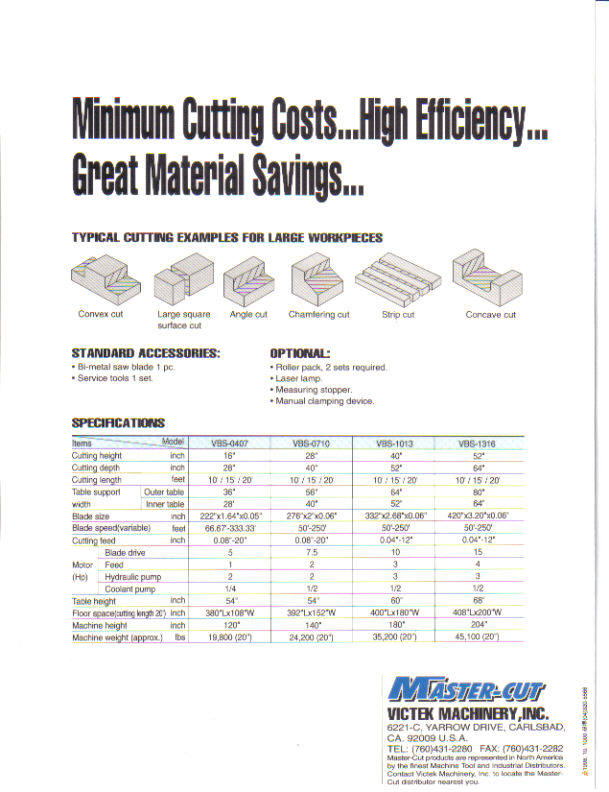 Minimum Cutting Costs...High Efficiency...
Great Material Savings...
TYPICAL CUTTING EXAMPLES FOR LARGE WORKPIECES
Convex cut
Large square
surface cut
Angle cut
Chamfering cut
Strip cut
Concave cut
STANDARD ACCESSORIES:
• Bi-metal saw blade 1 pc.
• Service tools 1 set.
OPTIONAL:
• Roller pack, 2 sets required.
• Laser lamp.
• Measuring stopper.
• Manual clamping device.
SPECIFICATIONS
Items Model VBS-0407 VBS-0710 VBS-1013 VBS-1316
Cutting height inch 16" 28" 40" 52"
Cutting depth inch 28" 40" 52" 64"
Cutting length feet 10' / 15' / 20' 10' / 15' / 20' 10' / 15' / 20' 10' / 15' / 20'
Table support Outer table 36" 56" 64" 80"
width Inner table 28" 40" 52" 64"
Blade size inch 222"x1.64"x0.05" 276"x2"x0.06" 332"x2.68"x0.06" 420"x3.20"x0.06"
Blade speed(variable) feet 66.67'-333.33' 50'-250' 50'-250' 50'-250'
Cutting feed inch 0.08"-20" 0.08"-20" 0.04"-12" 0.04"-12"
Blade drive 5 7.5 10 15
Motor Feed 1 2 3 4
(Hp) Hydraulic pump 2 2 3 3
Coolant pump 1/4 1/2 1/2 1/2
Table height inch 54" 54" 60" 68"
Floor space(cutting length 20') inch 380"Lx108"W 392"Lx152"W 400"Lx180"W 408"Lx200"W
Machine height inch 120" 140" 180" 204"
Machine weight (approx.) lbs 19,800 (20') 24,200 (20') 35,200 (20') 45,100 (20')
MASTER-CUT
VICTEK MACHINERY,INC.
6221-C, YARROW DRIVE, CARLSBAD,
CA. 92009 U.S.A.
TEL: (760)431-2280 FAX: (760)431-2282
Master-Cut products are represented in North America
by the finest Machine Tool and Industrial Distributors.
Contact Victek Machinery, Inc. to locate the Master-
Cut distributor nearest you.